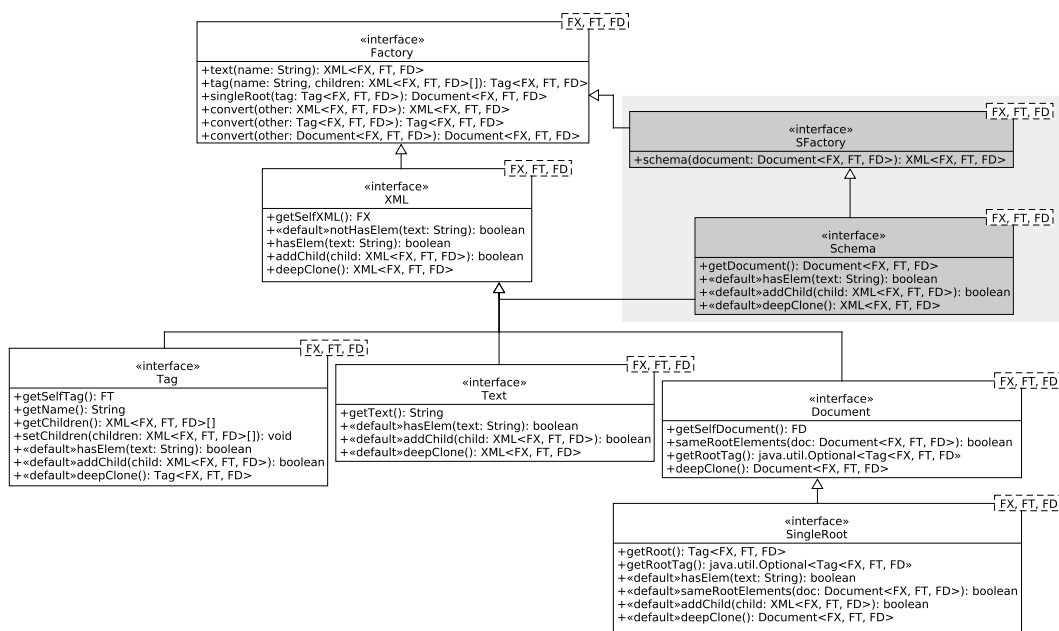 FX, FT, FD
«interface»
Factory
+text(name: String): XML<FX, FT, FD>
+tag(name: String, children: XML<FX, FT, FD>[]): Tag<FX, FT, FD>
+singleRoot(tag: Tag<FX, FT, FD>): Document<FX, FT, FD>
+convert(other: XML<FX, FT, FD>): XML<FX, FT, FD>
+convert(other: Tag<FX, FT, FD>): Tag<FX, FT, FD>
+convert(other: Document<FX, FT, FD>): Document<FX, FT, FD>
FX, FT, FD
«interface»
SFactory
+schema(document: Document<FX, FT, FD>): XML<FX, FT, FD>
FX, FT, FD
«interface»
XML
+getSelfXML(): FX
+«default»notHasElem(text: String): boolean
+hasElem(text: String): boolean
+addChild(child: XML<FX, FT, FD>): boolean
+deepClone(): XML<FX, FT, FD>
FX, FT, FD
«interface»
Schema
+getDocument(): Document<FX, FT, FD>
+«default»hasElem(text: String): boolean
+«default»addChild(child: XML<FX, FT, FD>): boolean
+«default»deepClone(): XML<FX, FT, FD>
FX, FT, FD
«interface»
Tag
+getSelfTag(): FT
+getName(): String
+getChildren(): XML<FX, FT, FD>[]
+setChildren(children: XML<FX, FT, FD>[]): void
+«default»hasElem(text: String): boolean
+«default»addChild(child: XML<FX, FT, FD>): boolean
+«default»deepClone(): Tag<FX, FT, FD>
FX, FT, FD
«interface»
Text
+getText(): String
+«default»hasElem(text: String): boolean
+«default»addChild(child: XML<FX, FT, FD>): boolean
+«default»deepClone(): XML<FX, FT, FD>
FX, FT, FD
«interface»
Document
+getSelfDocument(): FD
+sameRootElements(doc: Document<FX, FT, FD>): boolean
+getRootTag(): java.util.Optional<Tag<FX, FT, FD»
+deepClone(): Document<FX, FT, FD>
FX, FT, FD
«interface»
SingleRoot
+getRoot(): Tag<FX, FT, FD>
+getRootTag(): java.util.Optional<Tag<FX, FT, FD»
+«default»hasElem(text: String): boolean
+«default»sameRootElements(doc: Document<FX, FT, FD>): boolean
+«default»addChild(child: XML<FX, FT, FD>): boolean
+«default»deepClone(): Document<FX, FT, FD>